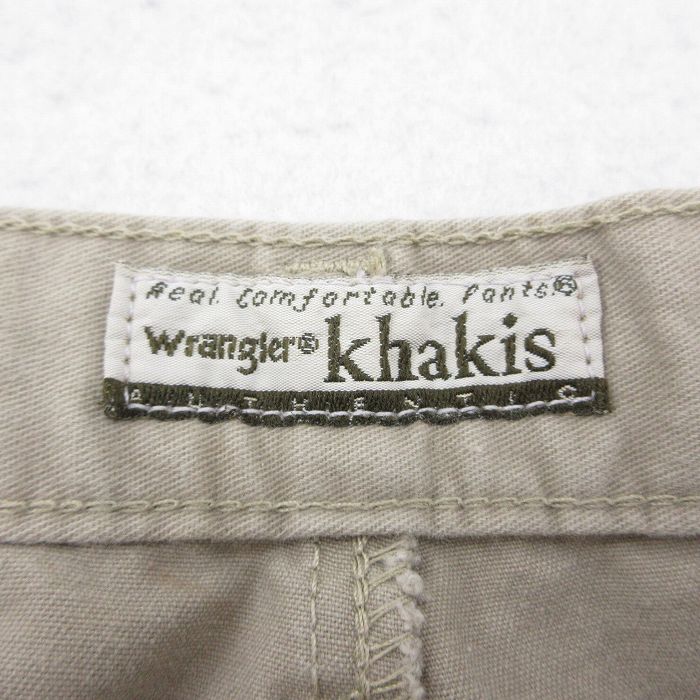 Real. Comfortable. Pants.®
Wrangler® khakis
AUTHENTIC